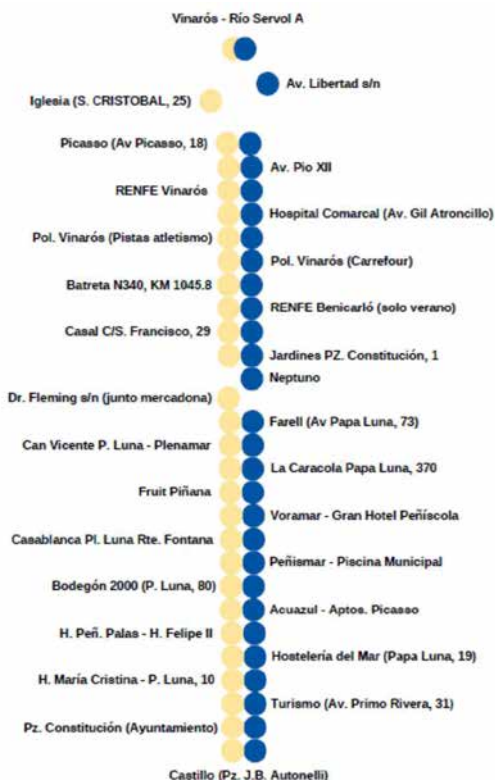 Vinarós - Río Servol A
Av. Libertad s/n
Iglesia (S. CRISTOBAL, 25)
Picasso (Av Picasso, 18)
Av. Pio XII
RENFE Vinarós
Hospital Comarcal (Av. Gil Atroncillo)
Pol. Vinarós (Pistas atletismo)
Pol. Vinarós (Carrefour)
Batreta N340, KM 1045.8
RENFE Benicarló (solo verano)
Casal C/S. Francisco, 29
Jardines PZ. Constitución, 1
Neptuno
Dr. Fleming s/n (junto mercadona)
Farell (Av Papa Luna, 73)
Can Vicente P. Luna - Plenamar
La Caracola Papa Luna, 370
Fruit Piñana
Voramar - Gran Hotel Peñíscola
Casablanca Pl. Luna Rte. Fontana
Peñismar - Piscina Municipal
Bodegón 2000 (P. Luna, 80)
Acuazul - Aptos. Picasso
H. Peñ. Palas - H. Felipe II
Hostelería del Mar (Papa Luna, 19)
H. María Cristina - P. Luna, 10
Turismo (Av. Primo Rivera, 31)
Pz. Constitución (Ayuntamiento)
Castillo (Pz. J.B. Autonelli)